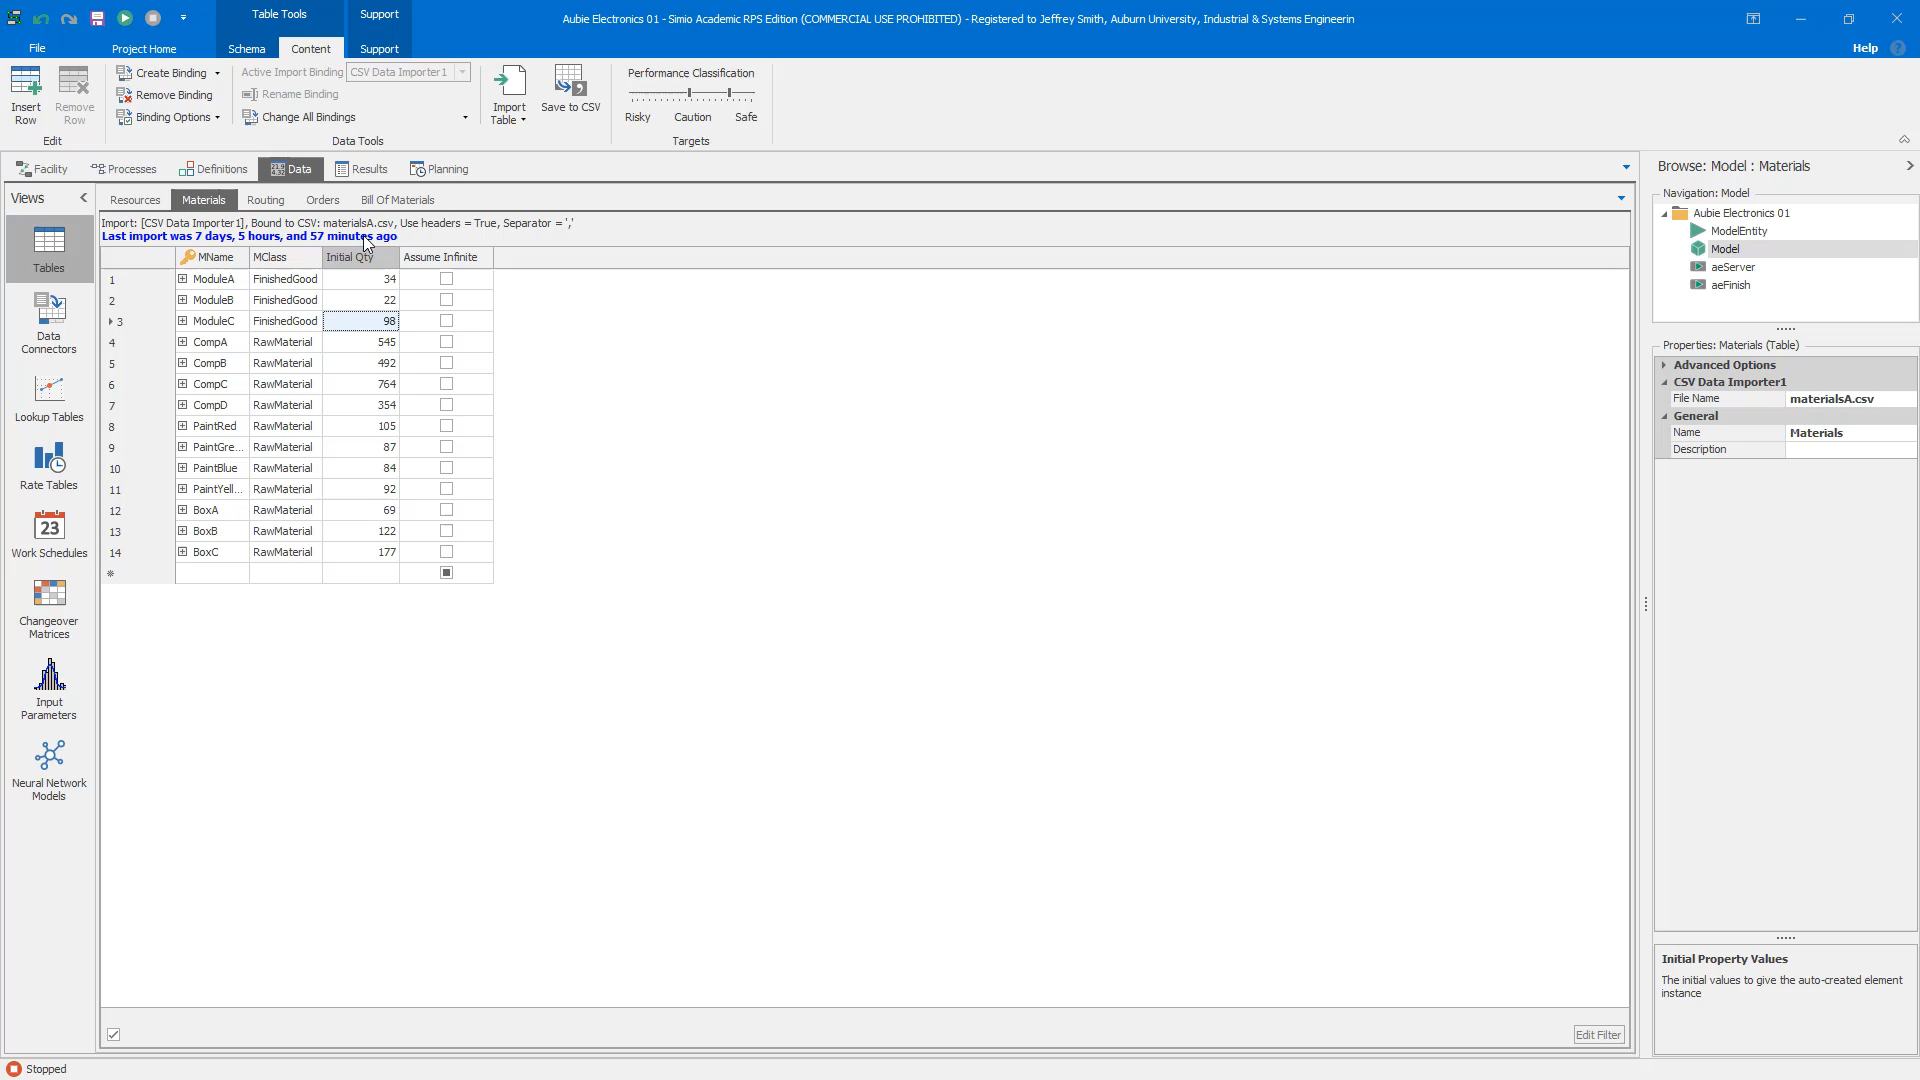 Table Tools
Support
Aubie Electronics 01 - Simio Academic RPS Edition (COMMERCIAL USE PROHIBITED) - Registered to Jeffrey Smith, Auburn University, Industrial & Systems Engineerin
File
Project Home
Schema
Content
Support
Help
Insert Row
Remove Row
Edit
Create Binding
Remove Binding
Binding Options
Active Import Binding CSV Data Importer1
Rename Binding
Change All Bindings
Data Tools
Import Table
Save to CSV
Performance Classification
Risky Caution Safe
Targets
Facility
Processes
Definitions
Data
Results
Planning
Views
Tables
Data Connectors
Lookup Tables
Rate Tables
23
Work Schedules
Changeover Matrices
Input Parameters
Neural Network Models
Resources Materials Routing Orders Bill Of Materials
Import: [CSV Data Importer1], Bound to CSV: materialsA.csv, Use headers = True, Separator = ','
Last import was 7 days, 5 hours, and 57 minutes ago
MName MClass Initial Qty Assume Infinite
1 ModuleA FinishedGood 34
2 ModuleB FinishedGood 22
3 ModuleC FinishedGood 98
4 CompA RawMaterial 545
5 CompB RawMaterial 492
6 CompC RawMaterial 764
7 CompD RawMaterial 354
8 PaintRed RawMaterial 105
9 PaintGre... RawMaterial 87
10 PaintBlue RawMaterial 84
11 PaintYell... RawMaterial 92
12 BoxA RawMaterial 69
13 BoxB RawMaterial 122
14 BoxC RawMaterial 177
Edit Filter
Browse: Model : Materials
Navigation: Model
Aubie Electronics 01
ModelEntity
Model
aeServer
aeFinish
Properties: Materials (Table)
Advanced Options
CSV Data Importer1
File Name materialsA.csv
General
Name Materials
Description
Initial Property Values
The initial values to give the auto-created element
instance
Stopped